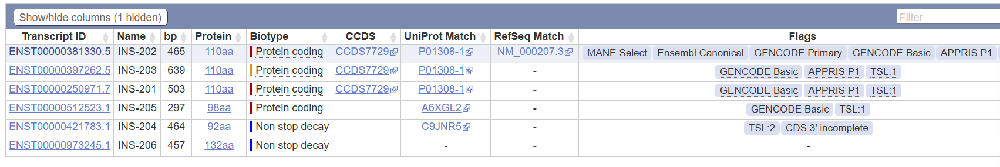 Show/hide columns (1 hidden) Filter
Transcript ID Name bp Protein Biotype CCDS UniProt Match RefSeq Match Flags
ENST00000381330.5 INS-202 465 110aa Protein coding CCDS7729 P01308-1 NM_000207.3 MANE Select Ensembl Canonical GENCODE Primary GENCODE Basic APPRIS P1
ENST00000397262.5 INS-203 639 110aa Protein coding CCDS7729 P01308-1 - GENCODE Basic APPRIS P1 TSL:1
ENST00000250971.7 INS-201 503 110aa Protein coding CCDS7729 P01308-1 - GENCODE Basic APPRIS P1 TSL:1
ENST00000512523.1 INS-205 297 98aa Protein coding A6XGL2 - GENCODE Basic TSL:1
ENST00000421783.1 INS-204 464 92aa Non stop decay C9JNR5 - TSL:2 CDS 3' incomplete
ENST00000973245.1 INS-206 457 132aa Non stop decay - - -